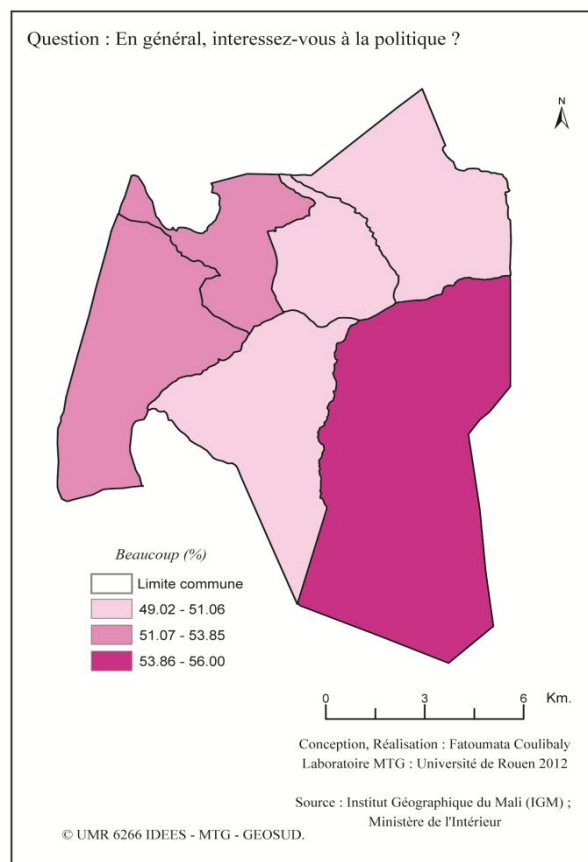 Question : En général, interessez-vous à la politique ?
N
Beaucoup (%)
Limite commune
49.02 - 51.06
51.07 - 53.85
53.86 - 56.00
0 3 6 Km.
Conception, Réalisation : Fatoumata Coulibaly
Laboratoire MTG : Université de Rouen 2012
Source : Institut Géographique du Mali (IGM) ;
Ministère de l'Intérieur
© UMR 6266 IDEES - MTG - GEOSUD.